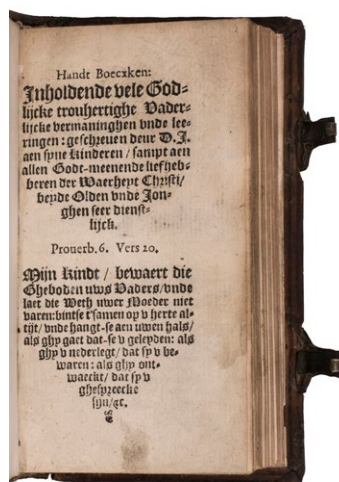 Handt Boecxken:
Inholdende vele God-
lijcke trouhertighe Vader-
lijcke vermaninghen vnde lee-
ringen : geschreuen deur D.J.
aen syne kinderen / sampt aen
allen Godt-meenende liefheb-
beren der Waerheyt Christi/
beyde Olden vnde Jon-
ghen seer dienst-
lijck.
Prouerb.6. Vers 20.
Mijn kindt / bewaert die
Gheboden uws Vaders/vnde
laet die Weth uwer Moeder niet
varen:bintse t'samen op v herte al-
tijt/ vnde hangt-se aen uwen hals/
als ghy gaet dat-se v geleyden: als
ghy v nederlegt/ dat sy v be-
waren : als ghy ont-
waeckt/ dat sy v
ghespreecke
sijn/&c.